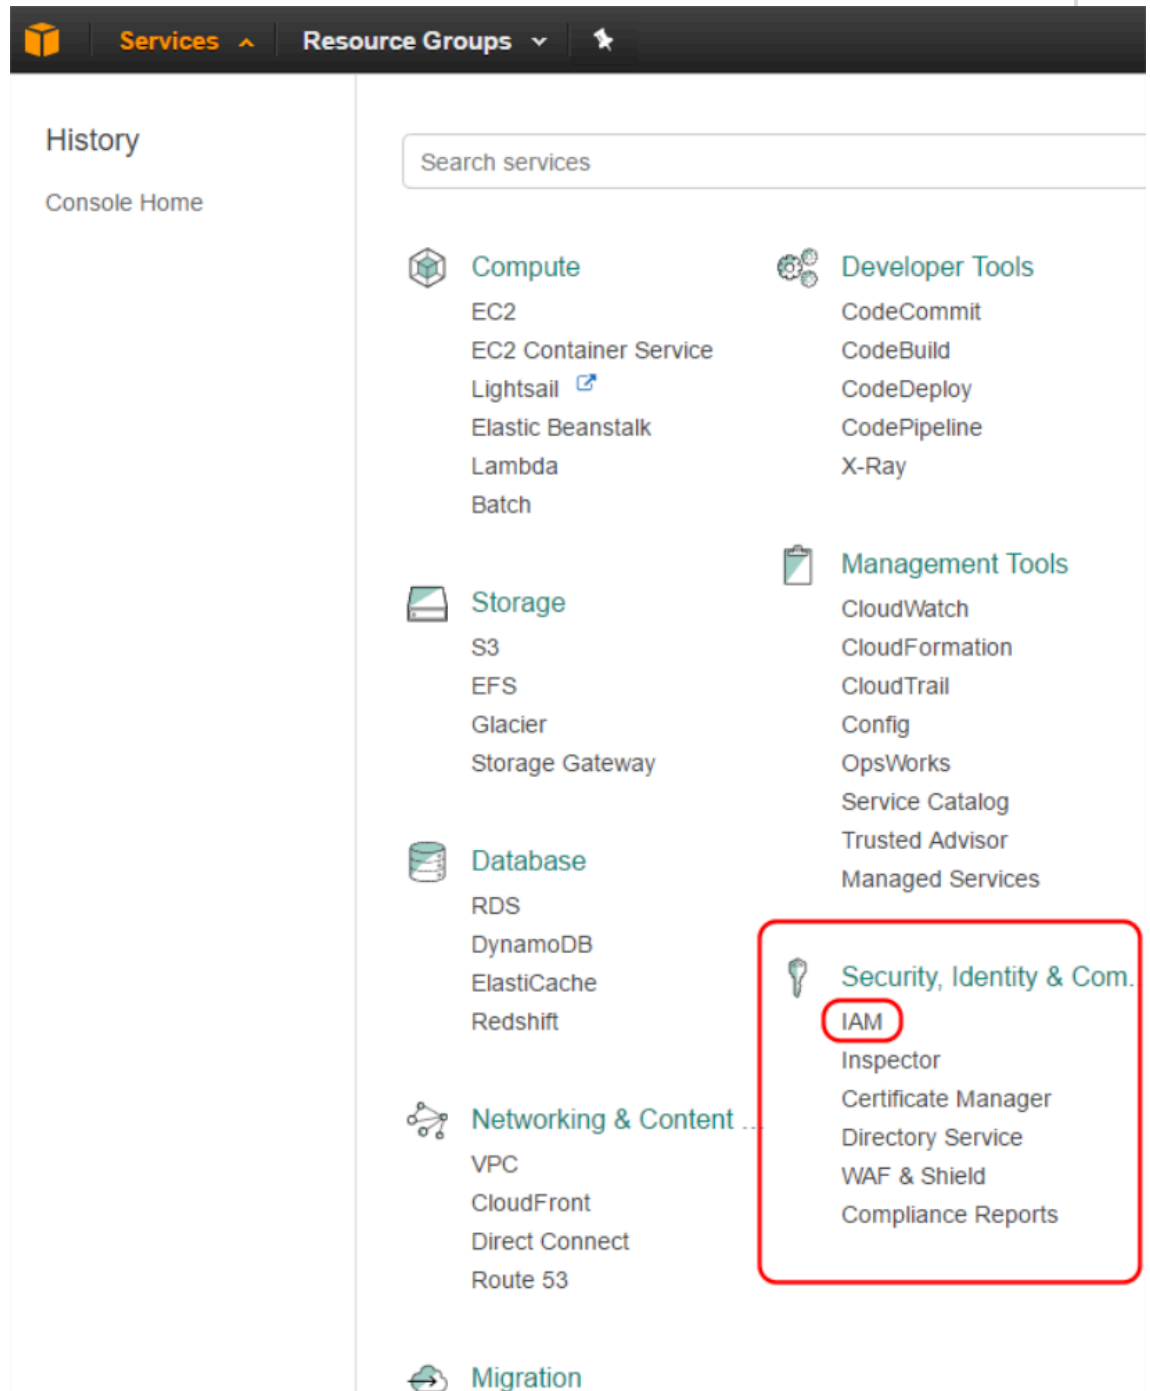 Services
Resource Groups
History
Console Home
Search services
Compute
EC2
EC2 Container Service
Lightsail
Elastic Beanstalk
Lambda
Batch
Storage
S3
EFS
Glacier
Storage Gateway
Database
RDS
DynamoDB
ElastiCache
Redshift
Networking & Content ...
VPC
CloudFront
Direct Connect
Route 53
Migration
Developer Tools
CodeCommit
CodeBuild
CodeDeploy
CodePipeline
X-Ray
Management Tools
CloudWatch
CloudFormation
CloudTrail
Config
OpsWorks
Service Catalog
Trusted Advisor
Managed Services
Security, Identity & Com..
IAM
Inspector
Certificate Manager
Directory Service
WAF & Shield
Compliance Reports